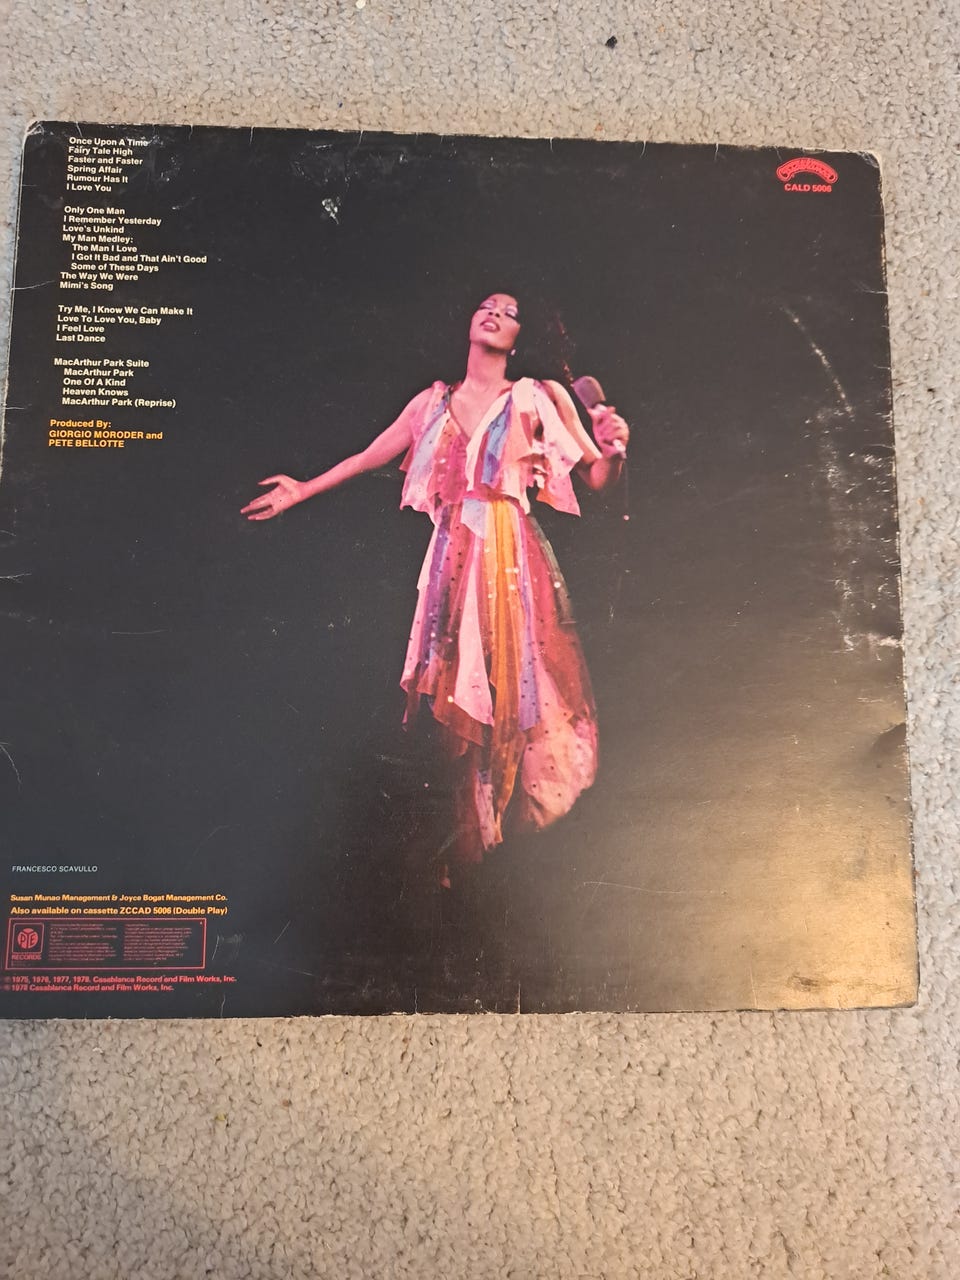 Once Upon A Time
Fairy Tale High
Faster and Faster
Spring Affair
Rumour Has It
I Love You
Only One Man
I Remember Yesterday
Love's Unkind
My Man Medley:
The Man I Love
I Got It Bad and That Ain't Good
Some of These Days
The Way We Were
Mimi's Song
Try Me, I Know We Can Make It
Love To Love You, Baby
I Feel Love
Last Dance
MacArthur Park Suite
MacArthur Park
One Of A Kind
Heaven Knows
MacArthur Park (Reprise)
Produced By:
GIORGIO MORODER and
PETE BELLOTTE
CALD 5006
FRANCESCO SCAVULLO
Susan Munao Management & Joyce Bogat Management Co.
Also available on cassette ZCCAD 5006 (Double Play)
PYE
RECORDS
℗ 1975, 1976, 1977, 1978. Casablanca Record and Film Works, Inc.
© 1978 Casablanca Record and Film Works, Inc.